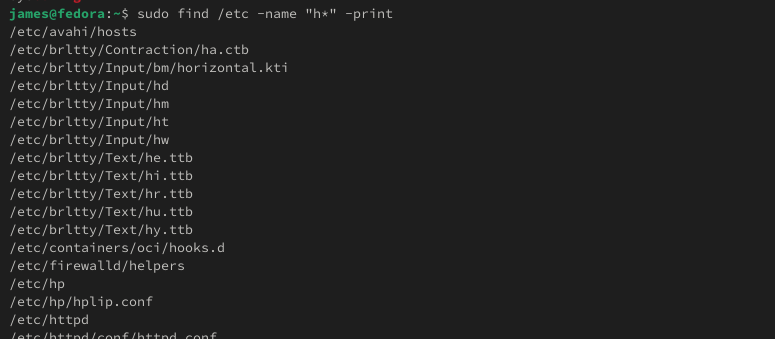 james@fedora:~$ sudo find /etc -name "h*" -print
/etc/avahi/hosts
/etc/brltty/Contraction/ha.ctb
/etc/brltty/Input/bm/horizontal.kti
/etc/brltty/Input/hd
/etc/brltty/Input/hm
/etc/brltty/Input/ht
/etc/brltty/Input/hw
/etc/brltty/Text/he.ttb
/etc/brltty/Text/hi.ttb
/etc/brltty/Text/hr.ttb
/etc/brltty/Text/hu.ttb
/etc/brltty/Text/hy.ttb
/etc/containers/oci/hooks.d
/etc/firewalld/helpers
/etc/hp
/etc/hp/hplip.conf
/etc/httpd
/etc/httpd/conf/httpd.conf